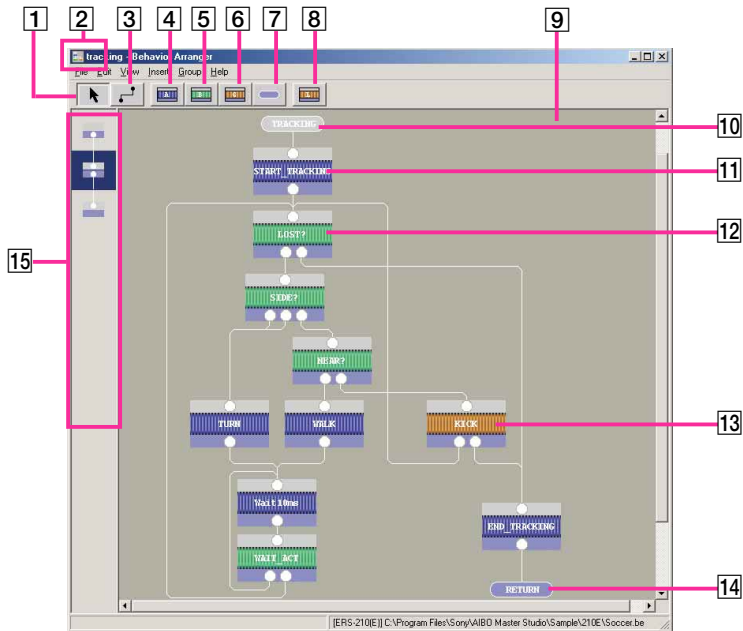 1 2 3 4 5 6 7 8 9
tracking - Behavior Arranger
File Edit View Insert Group Help
A B C E
TRACKING
10
START_TRACKING
11
LOST?
12
15
SIDE?
NEAR?
TURN WALK KICK
13
Wait 10ms
END_TRACKING
WAIT_ACT
RETURN
14
[ERS-210(E)] C:\Program Files\Sony\AIBO Master Studio\Sample\210E\Soccer.be